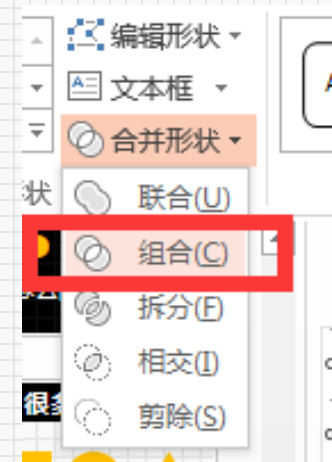 编辑形状
A
文本框
合并形状
状
联合(U)
组合(C)
拆分(F)
相交(I)
很多
剪除(S)